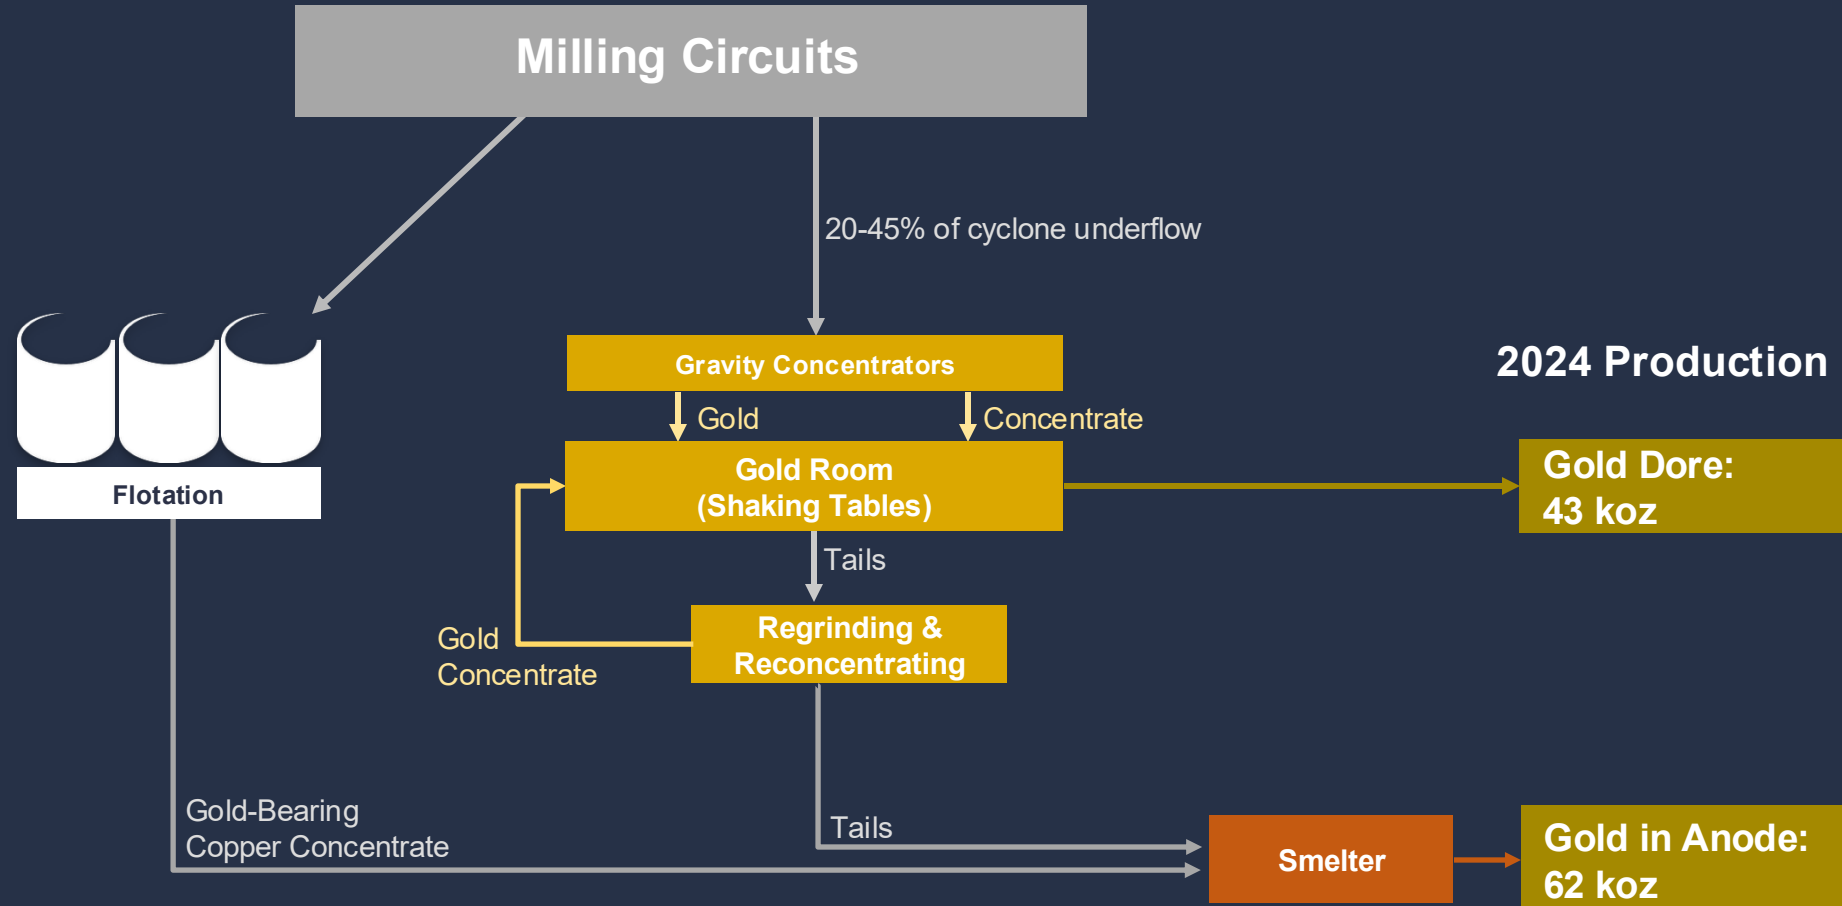 Milling Circuits
20-45% of cyclone underflow
Gravity Concentrators
Gold
Concentrate
2024 Production
Gold Room
(Shaking Tables)
Gold Dore:
43 koz
Flotation
Tails
Regrinding &
Reconcentrating
Gold
Concentrate
Gold-Bearing
Copper Concentrate
Tails
Smelter
Gold in Anode:
62 koz